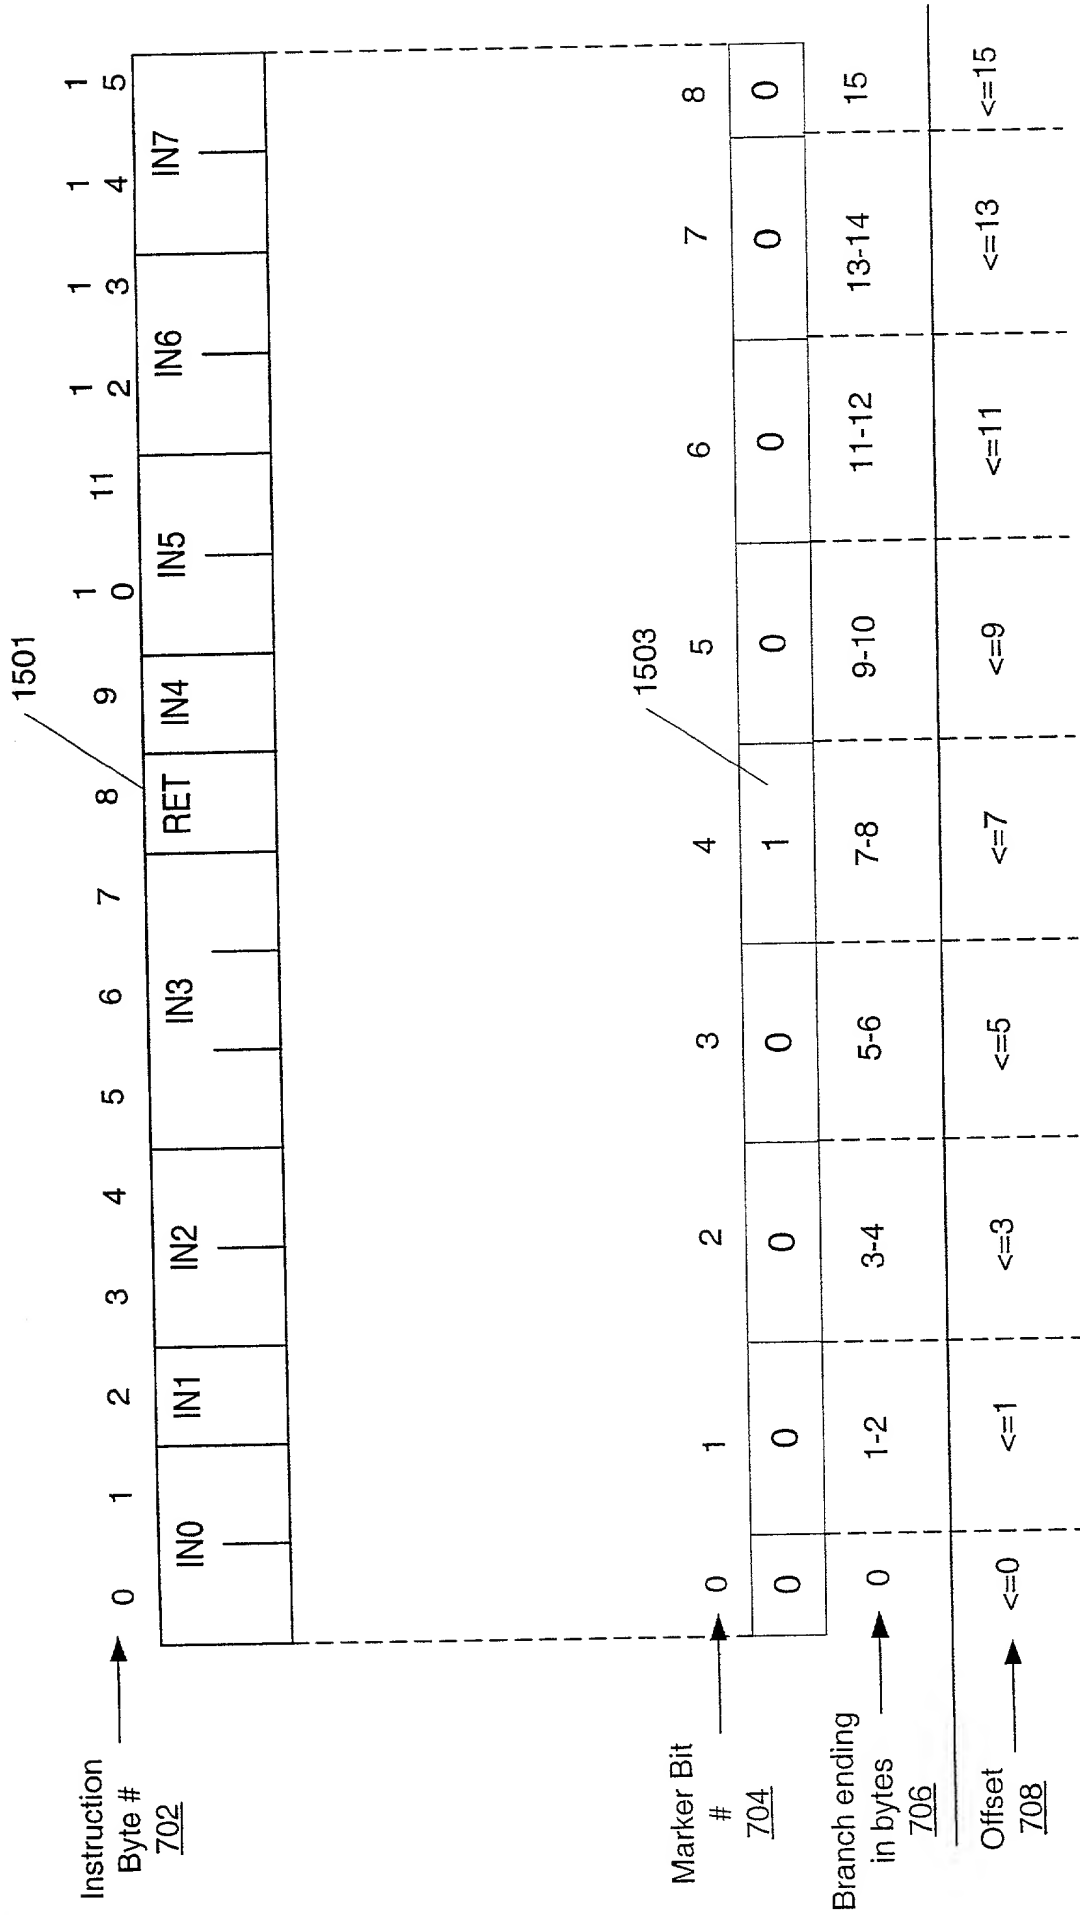 1501
Instruction
Byte #
702
0 1 2 3 4 5 6 7 8 9 10 11 12 13 14 15
IN0 IN1 IN2 IN3 RET IN4 IN5 IN6 IN7
1503
Marker Bit
#
704
0 1 2 3 4 5 6 7 8
0 0 0 0 1 0 0 0 0
Branch ending
in bytes
706
0 1-2 3-4 5-6 7-8 9-10 11-12 13-14 15
Offset
708
<=0 <=1 <=3 <=5 <=7 <=9 <=11 <=13 <=15